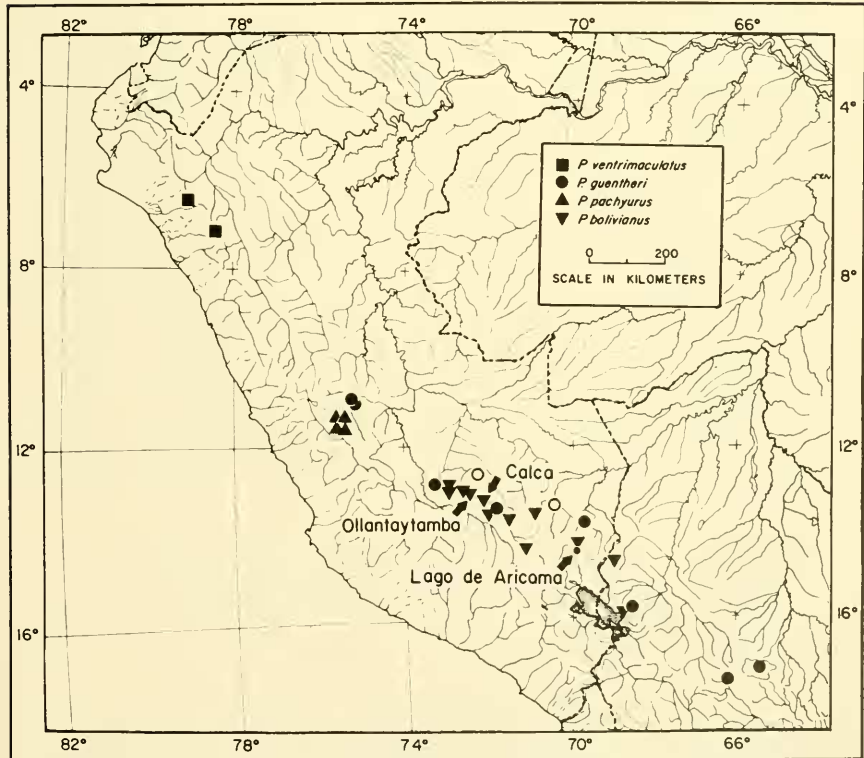 82° 78° 74° 70° 66°
4° 4°
P. ventrimaculatus
P. guentheri
P. pachyurus
P. bolivianus
0 200
SCALE IN KILOMETERS
8° 8°
12° 12°
Calca
Ollantaytamba
Lago de Aricoma
16° 16°
82° 78° 74° 70° 66°